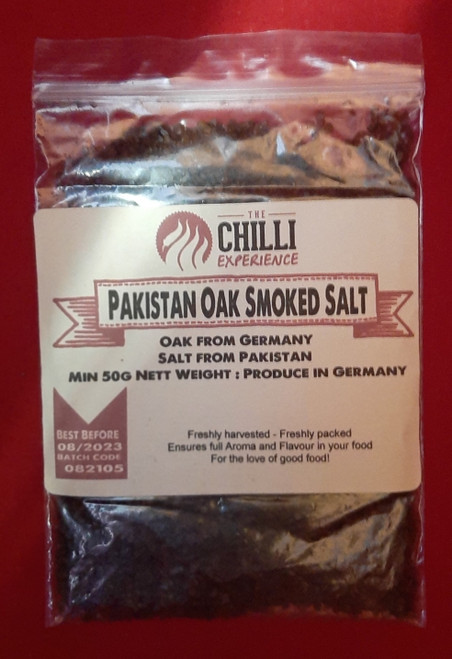 THE
CHILLI
EXPERIENCE
PAKISTAN OAK SMOKED SALT
OAK FROM GERMANY
SALT FROM PAKISTAN
MIN 50G NETT WEIGHT : PRODUCE IN GERMANY
BEST BEFORE
08/2023
BATCH CODE
082105
Freshly harvested - Freshly packed
Ensures full Aroma and Flavour in your food
For the love of good food!